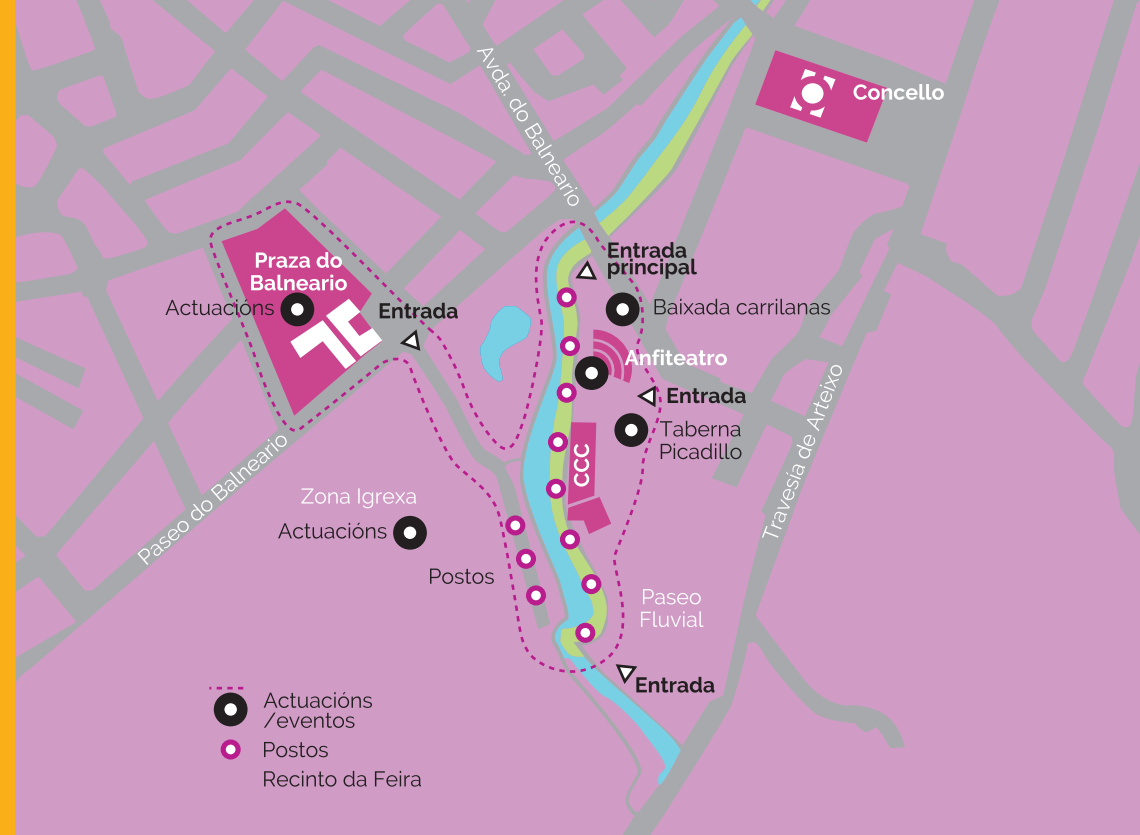 Avda. do Balneario
Concello
Entrada
principal
Praza do
Balneario
Actuacións
Entrada
Baixada carrilanas
Anfiteatro
Entrada
Taberna
Picadillo
CCC
Travesia de Arteixo
Paseo do Balneario
Zona Igrexa
Actuacións
Postos
Paseo
Fluvial
Entrada
Actuacións
/eventos
Postos
Recinto da Feira